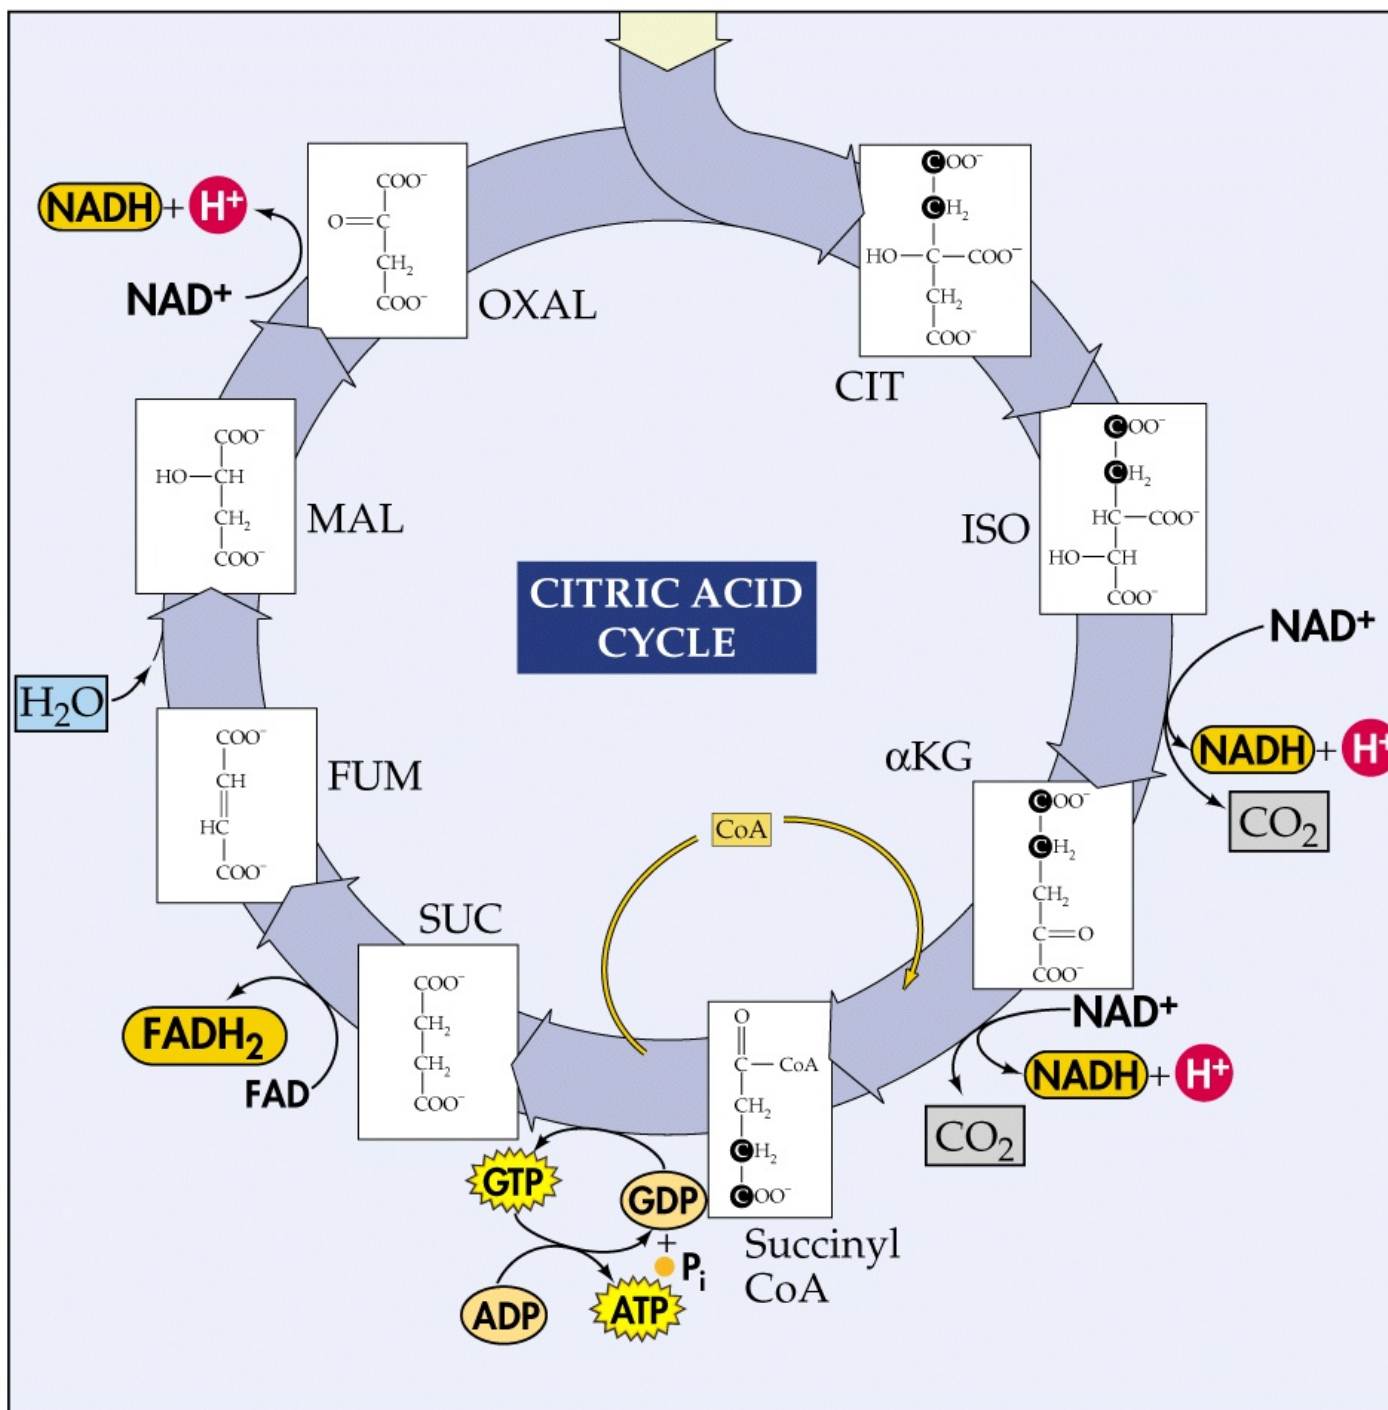 NADH + H⁺
NAD⁺
COO⁻
O=C
CH₂
COO⁻
OXAL
COO⁻
CH₂
HO—C—COO⁻
CH₂
COO⁻
CIT
COO⁻
CH₂
HC—COO⁻
HO—CH
COO⁻
ISO
NAD⁺
NADH + H⁺
CO₂
αKG
COO⁻
CH₂
CH₂
C=O
COO⁻
NAD⁺
NADH + H⁺
CO₂
CoA
O
C—CoA
CH₂
CH₂
COO⁻
Succinyl
CoA
GTP
GDP
+
Pᵢ
ADP
ATP
SUC
COO⁻
CH₂
CH₂
COO⁻
FADH₂
FAD
FUM
COO⁻
CH
HC
COO⁻
H₂O
MAL
COO⁻
HO—CH
CH₂
COO⁻
CITRIC ACID
CYCLE